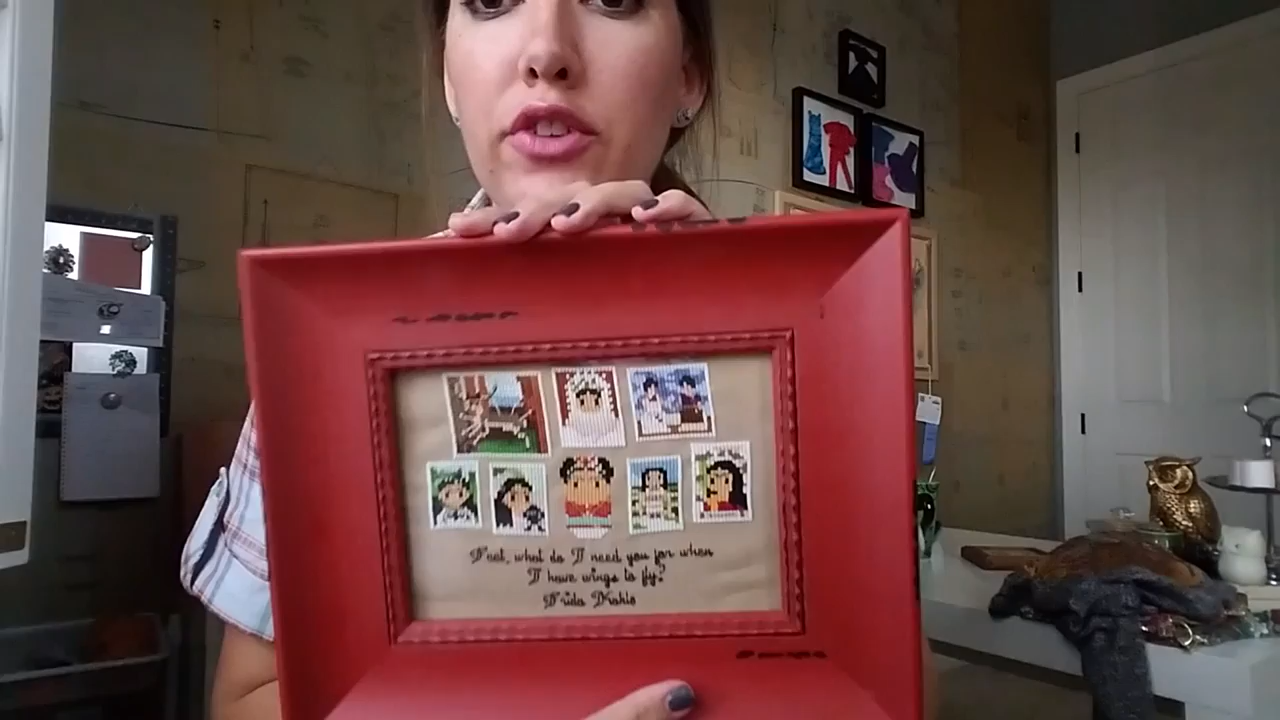 Feet, what do I need you for when
I have wings to fly?
Frida Kahlo